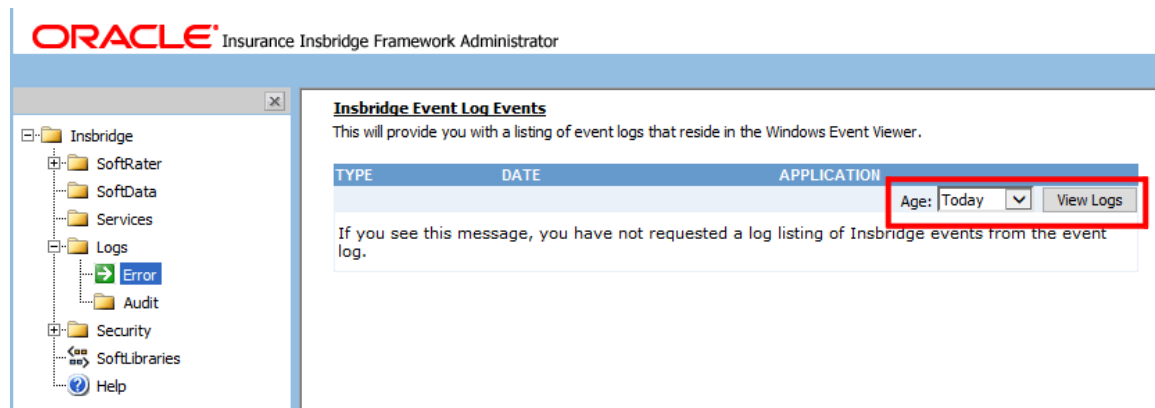 ORACLE Insurance Insbridge Framework Administrator
Insbridge
SoftRater
SoftData
Services
Logs
Error
Audit
Security
SoftLibraries
Help
Insbridge Event Log Events
This will provide you with a listing of event logs that reside in the Windows Event Viewer.
TYPE DATE APPLICATION
Age: Today View Logs
If you see this message, you have not requested a log listing of Insbridge events from the event
log.